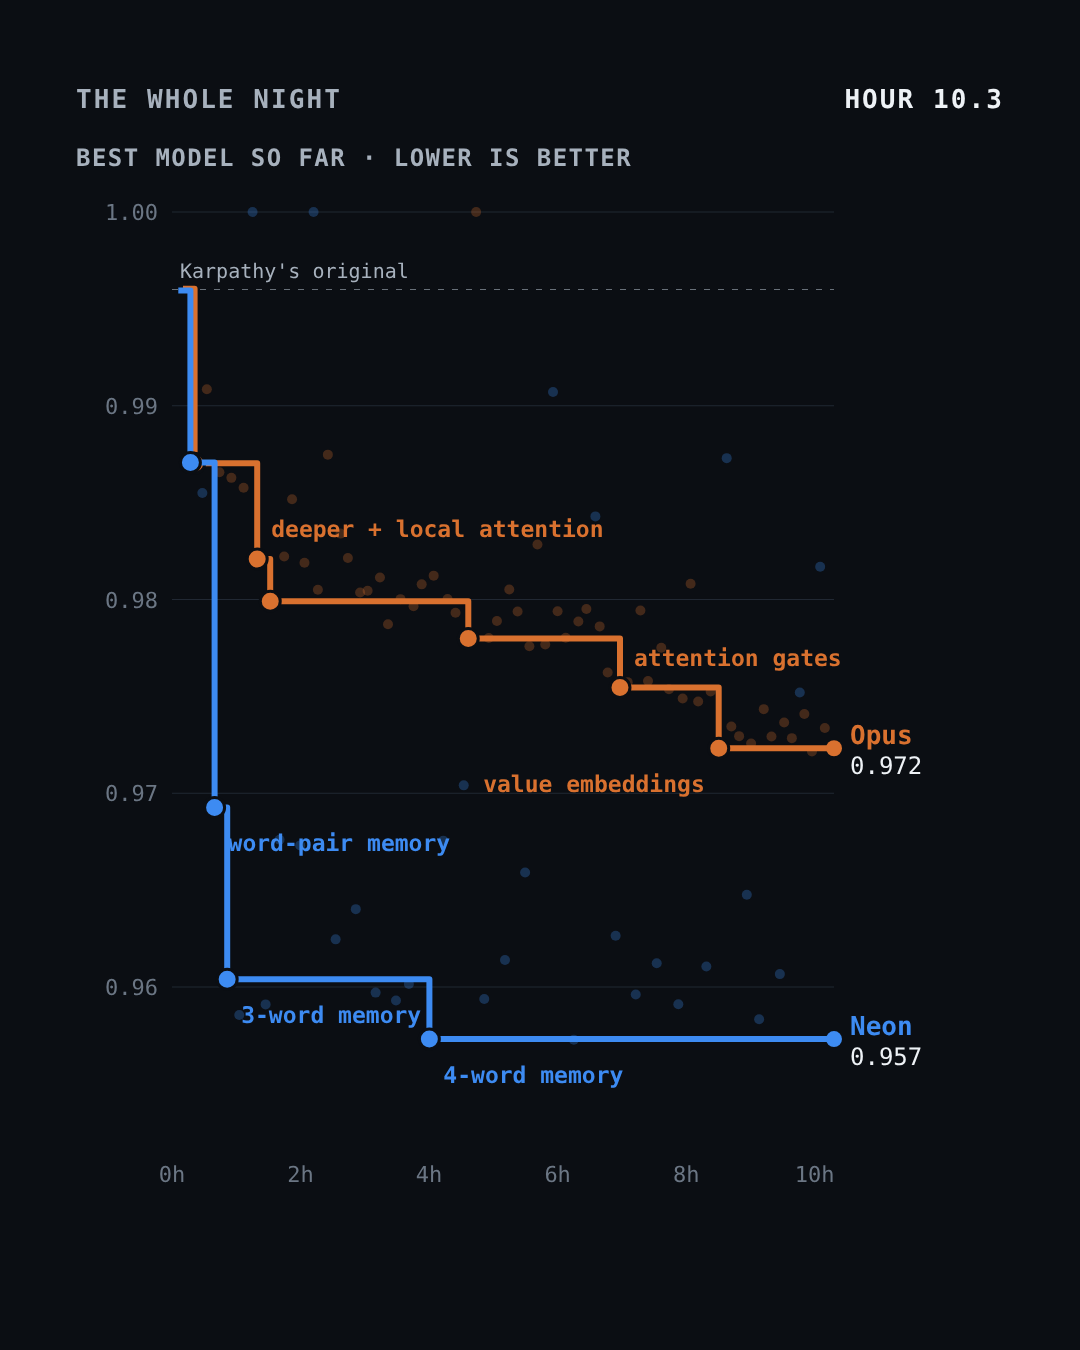 THE WHOLE NIGHT
HOUR 10.3
BEST MODEL SO FAR · LOWER IS BETTER
1.00
Karpathy's original
0.99
deeper + local attention
0.98
attention gates
Opus
0.972
value embeddings
0.97
word-pair memory
0.96
3-word memory
Neon
0.957
4-word memory
0h 2h 4h 6h 8h 10h